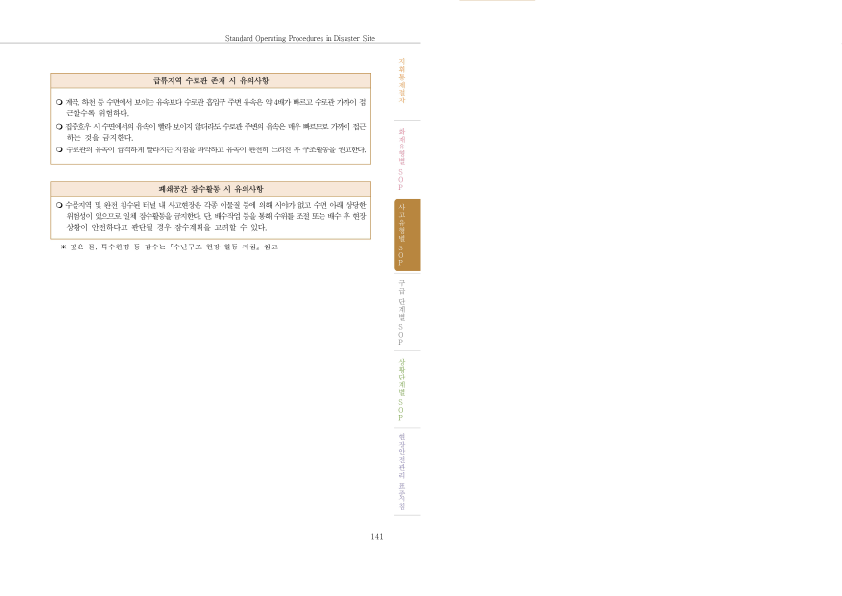 Standard Operating Procedures in Disaster Site
급류지역 수로관 존재 시 유의사항
❍ 계곡, 하천 등 수면에서 보이는 유속보다 수로관 흡입구 주변 유속은 약 4배가 빠르고 수로관 가까이 접
근할수록 위험하다.
❍ 집중호우 시 수면에서의 유속이 빨라 보이지 않더라도 수로관 주변의 유속은 매우 빠르므로 가까이 접근
하는 것을 금지한다.
❍ 수로관의 유속이 급격하게 빨라지는 지점을 파악하고 유속이 완전히 느려진 후 구조활동을 권고한다.
폐쇄공간 잠수활동 시 유의사항
❍ 수몰지역 및 완전 침수된 터널 내 사고현장은 각종 이물질 등에 의해 시야가 없고 수면 아래 상당한
위험성이 있으므로 일체 잠수활동을 금지한다. 단, 배수작업 등을 통해 수위를 조절 또는 배수 후 현장
상황이 안전하다고 판단될 경우 잠수계획을 고려할 수 있다.
※ 깊은 물, 특수환경 등 잠수는 『수난구조 현장 활동 지침』 참고
지휘통제절차
화재유형별 SOP
사고유형별 SOP
구급 단계별 SOP
상황단계별 SOP
현장안전관리 표준지침
141